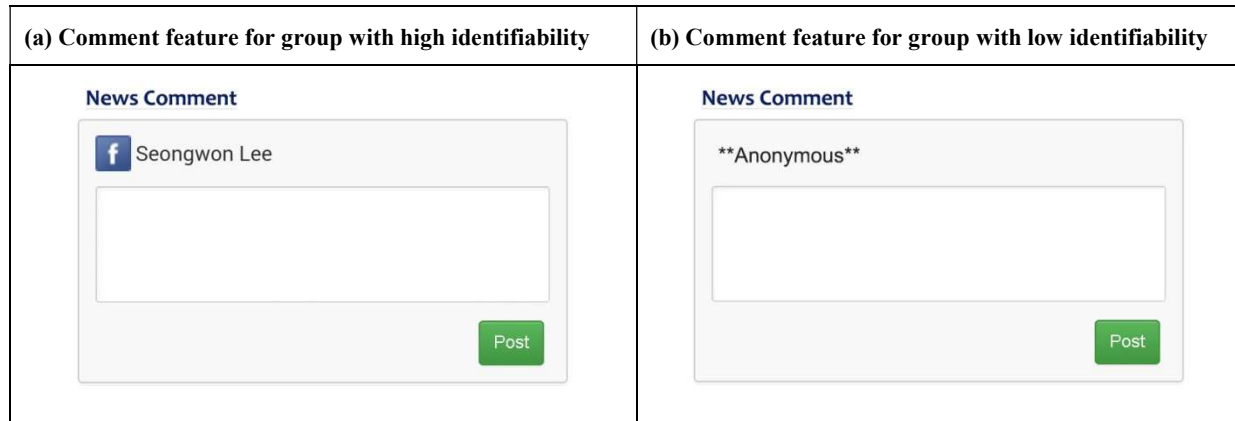 (a) Comment feature for group with high identifiability
(b) Comment feature for group with low identifiability
News Comment
f Seongwon Lee
Post
News Comment
**Anonymous**
Post